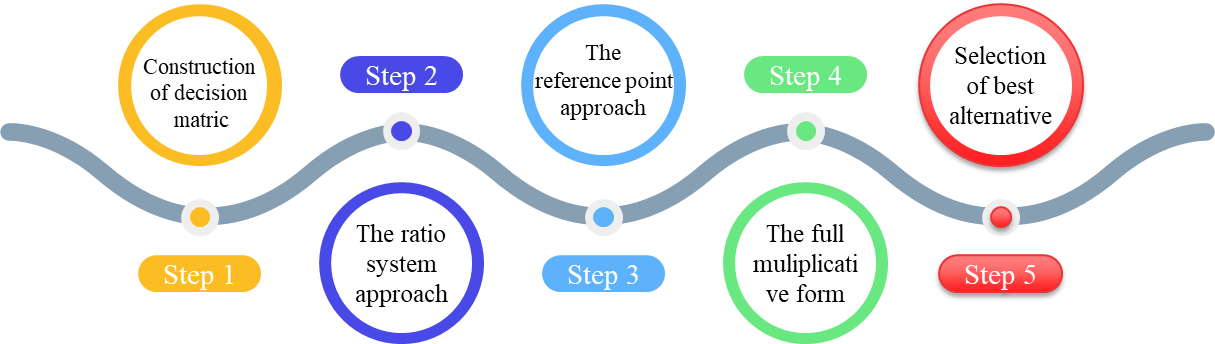 Construction
of decision
matric
Step 1
Step 2
The ratio
system
approach
The
reference point
approach
Step 3
Step 4
The full
muliplicati
ve form
Selection
of best
alternative
Step 5